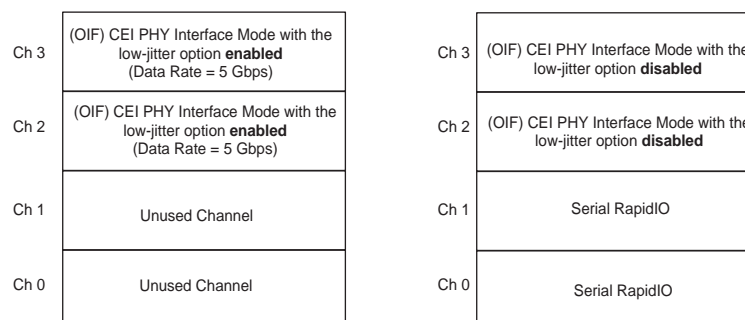 Ch 3
(OIF) CEI PHY Interface Mode with the
low-jitter option enabled
(Data Rate = 5 Gbps)
Ch 2
(OIF) CEI PHY Interface Mode with the
low-jitter option enabled
(Data Rate = 5 Gbps)
Ch 1
Unused Channel
Ch 0
Unused Channel
Ch 3
(OIF) CEI PHY Interface Mode with the
low-jitter option disabled
Ch 2
(OIF) CEI PHY Interface Mode with the
low-jitter option disabled
Ch 1
Serial RapidIO
Ch 0
Serial RapidIO